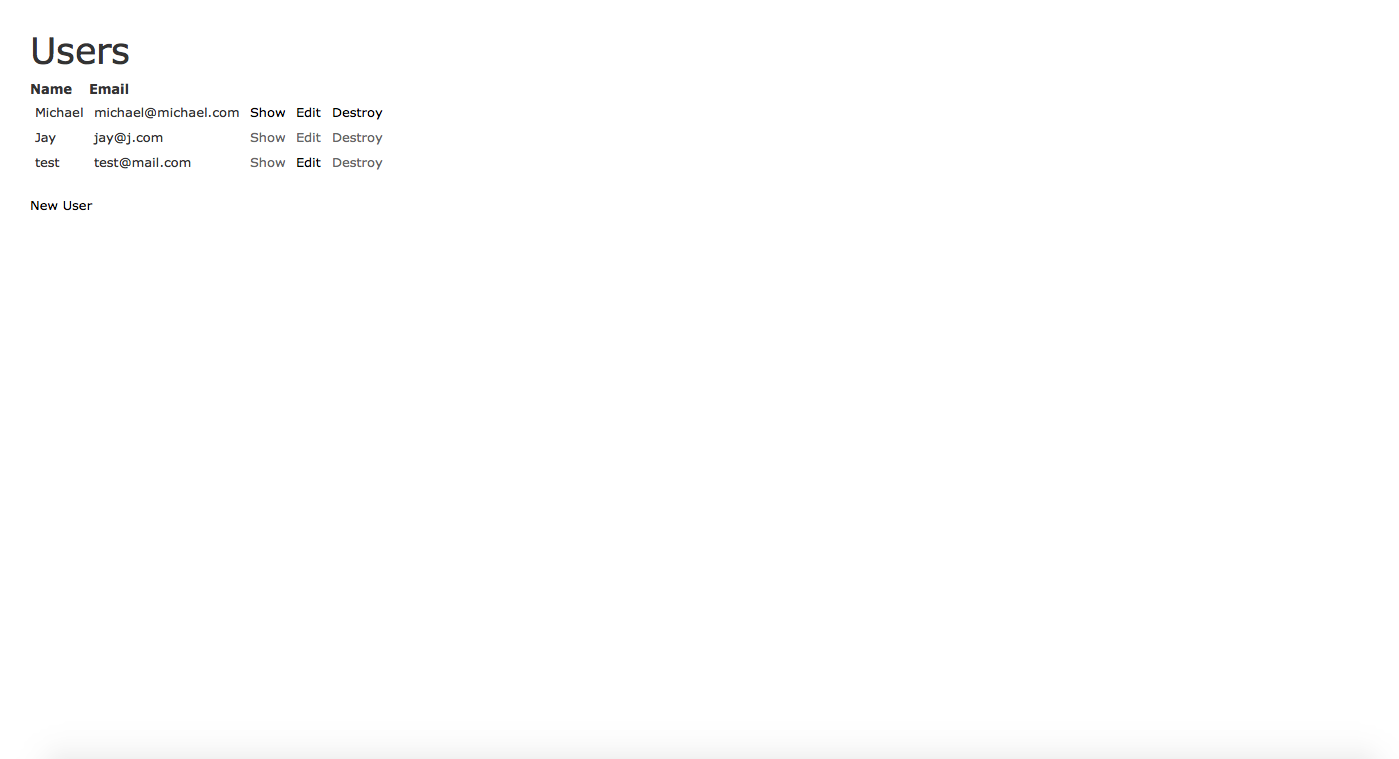 Users
Name Email
Michael michael@michael.com Show Edit Destroy
Jay jay@j.com Show Edit Destroy
test test@mail.com Show Edit Destroy
New User